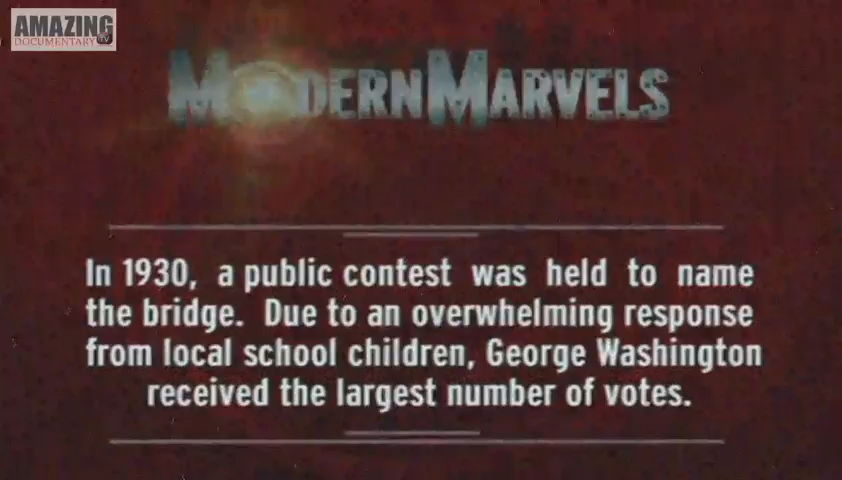 AMAZING
DOCUMENTARY TV
MODERN MARVELS
In 1930, a public contest was held to name
the bridge. Due to an overwhelming response
from local school children, George Washington
received the largest number of votes.